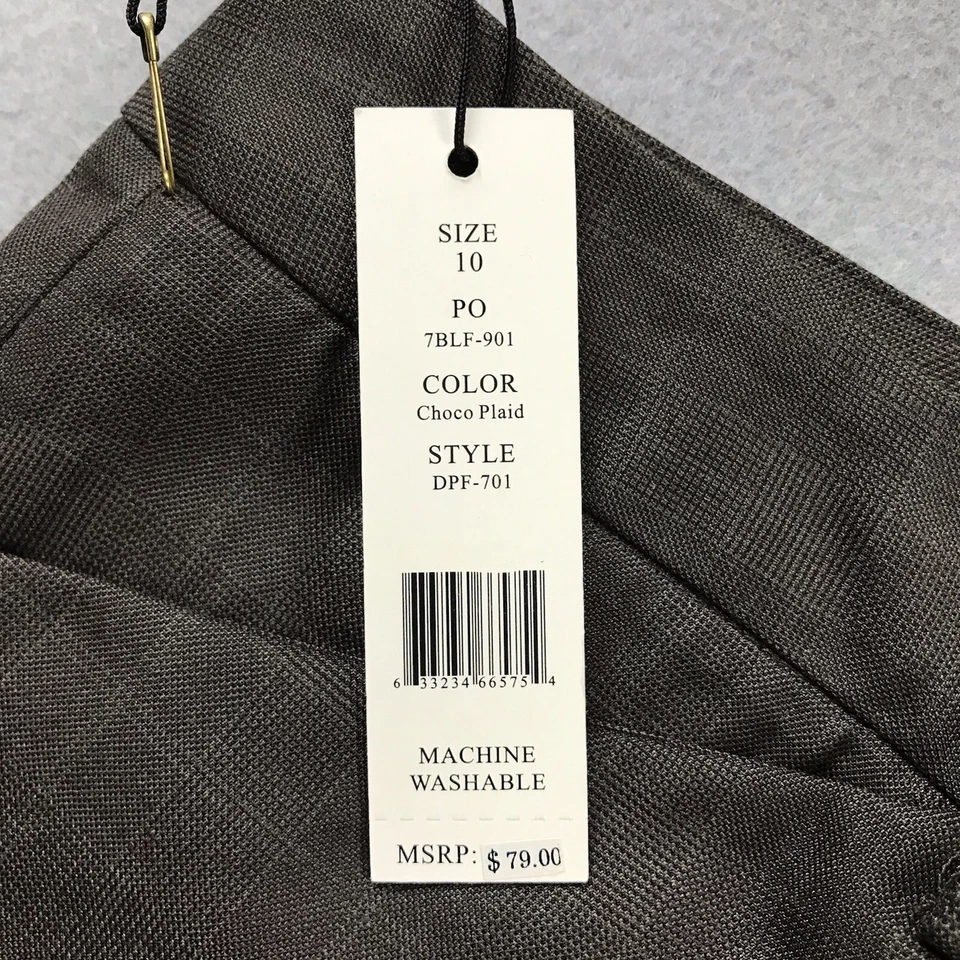 SIZE
10
PO
7BLF-901
COLOR
Choco Plaid
STYLE
DPF-701
6 33234 66575 4
MACHINE
WASHABLE
MSRP: $79.00